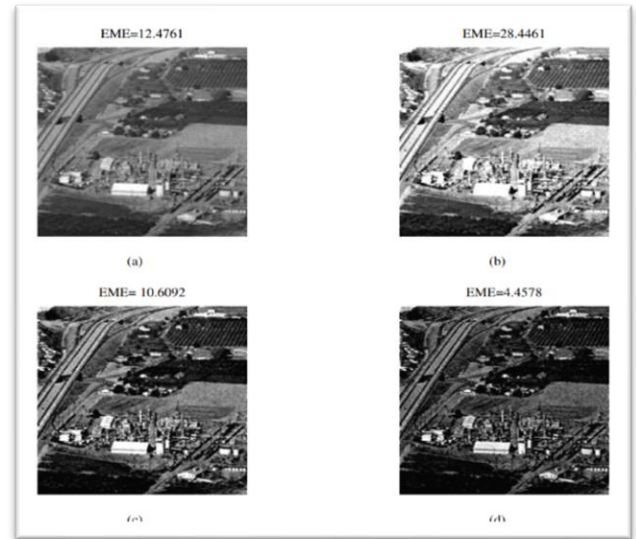 EME=12.4761
EME=28.4461
(a)
(b)
EME= 10.6092
EME=4.4578
(c)
(d)